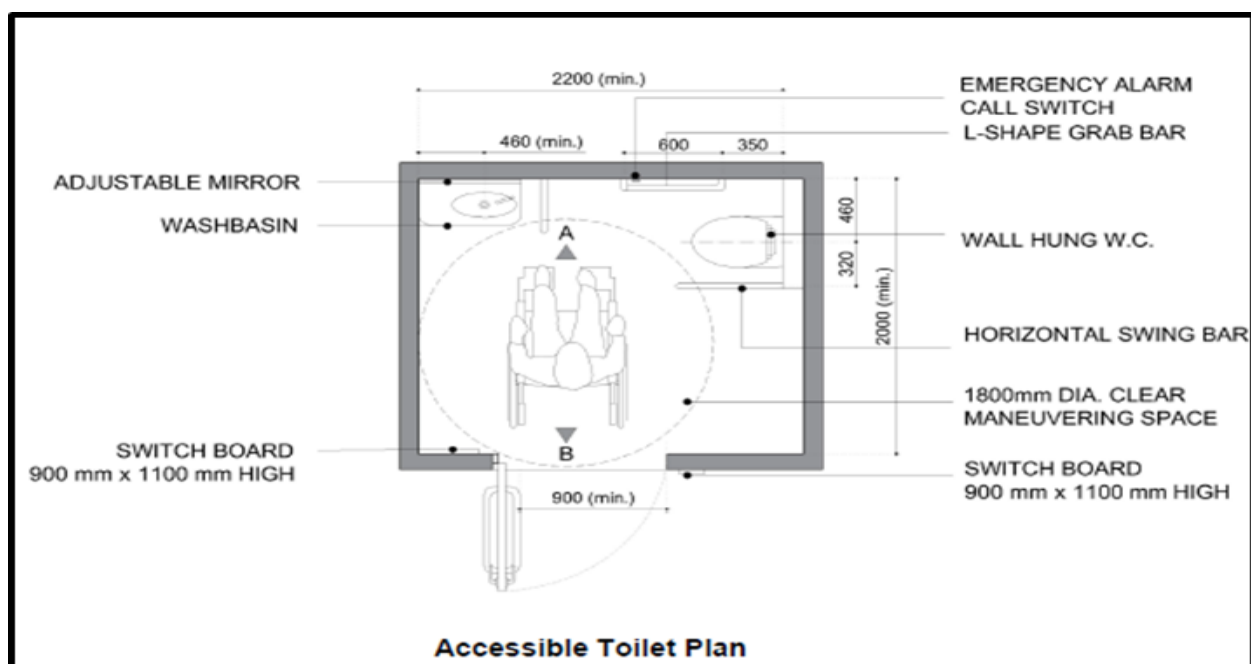 2200 (min.)
EMERGENCY ALARM
CALL SWITCH
L-SHAPE GRAB BAR
460 (min.)
600
350
ADJUSTABLE MIRROR
WASHBASIN
A
460
WALL HUNG W.C.
320
2000 (min.)
HORIZONTAL SWING BAR
1800mm DIA. CLEAR
MANEUVERING SPACE
B
SWITCH BOARD
900 mm x 1100 mm HIGH
SWITCH BOARD
900 mm x 1100 mm HIGH
900 (min.)
Accessible Toilet Plan